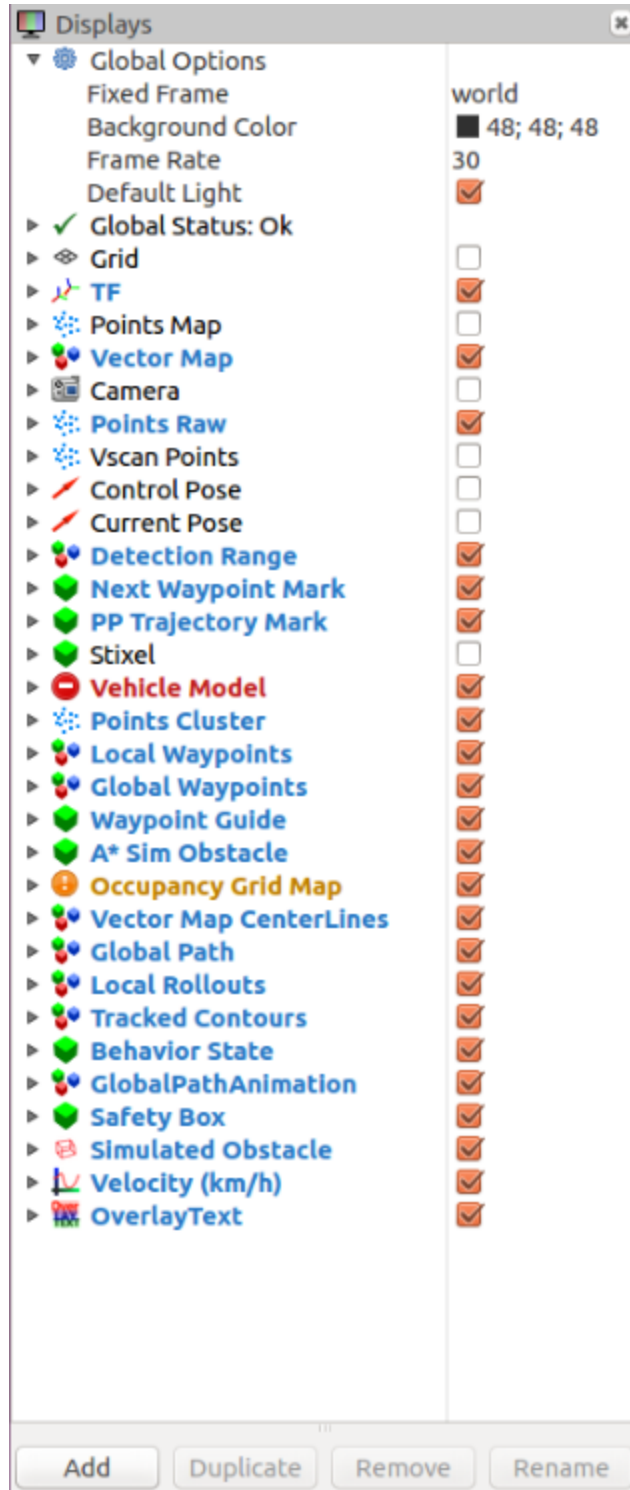 Displays
Global Options
Fixed Frame world
Background Color 48; 48; 48
Frame Rate 30
Default Light
Global Status: Ok
Grid
TF
Points Map
Vector Map
Camera
Points Raw
Vscan Points
Control Pose
Current Pose
Detection Range
Next Waypoint Mark
PP Trajectory Mark
Stixel
Vehicle Model
Points Cluster
Local Waypoints
Global Waypoints
Waypoint Guide
A* Sim Obstacle
Occupancy Grid Map
Vector Map CenterLines
Global Path
Local Rollouts
Tracked Contours
Behavior State
GlobalPathAnimation
Safety Box
Simulated Obstacle
Velocity (km/h)
OverlayText
Add Duplicate Remove Rename